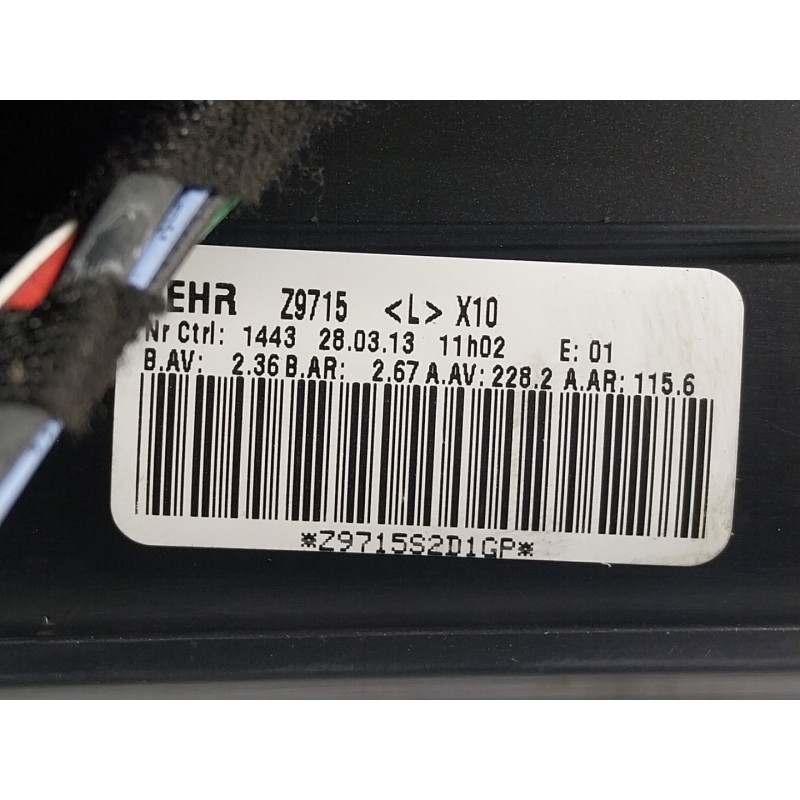 Z9715 <L> X10
Nr Ctrl: 1443 28.03.13 11h02 E: 01
B.AV: 2.36 B.AR: 2.67 A.AV: 228.2 A.AR: 115.6
*Z9715S2D1GP*